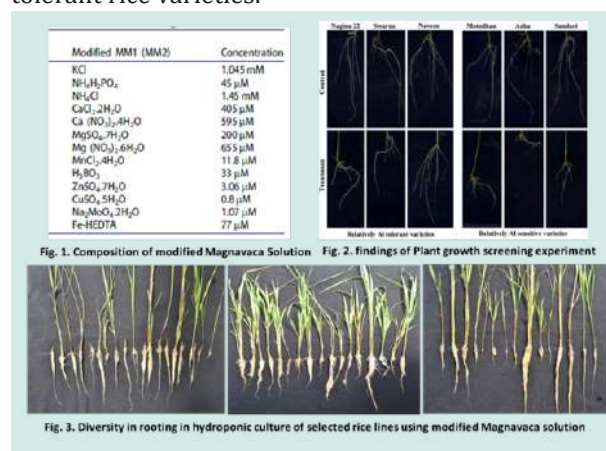 tolerant rice varieties.
Modified MM1 (MM2) Concentration
KCl 1.045 mM
NH₄H₂PO₄ 45 µM
NH₄Cl 1.45 mM
CaCl₂.2H₂O 405 µM
Ca (NO₃)₂.4H₂O 595 µM
MgSO₄.7H₂O 200 µM
Mg (NO₃)₂.6H₂O 655 µM
MnCl₂.4H₂O 11.8 µM
H₃BO₃ 33 µM
ZnSO₄.7H₂O 3.06 µM
CuSO₄.5H₂O 0.8 µM
Na₂MoO₄.2H₂O 1.07 µM
Fe-HEDTA 77 µM
Fig. 1. Composition of modified Magnavaca Solution
Nagina 22 Swarna Naveen Asha
Control
Treatment
Relatively Al tolerant varieties Relatively Al sensitive varieties
Fig. 2. findings of Plant growth screening experiment
Fig. 3. Diversity in rooting in hydroponic culture of selected rice lines using modified Magnavaca solution